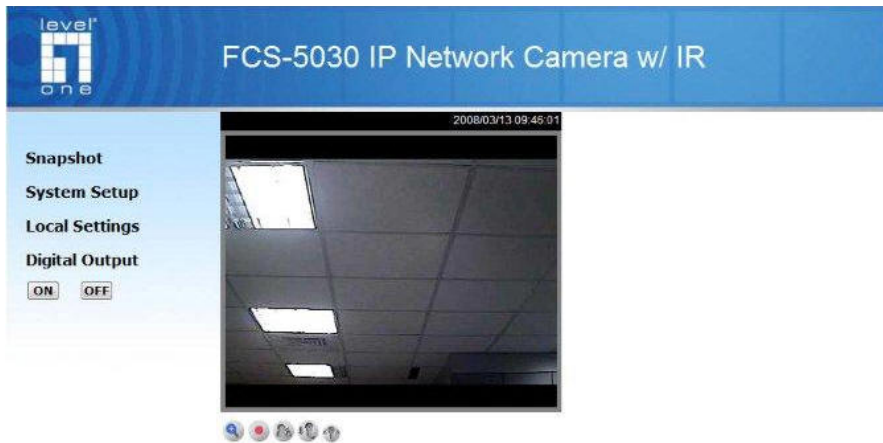 level
one
FCS-5030 IP Network Camera w/ IR
2008/03/13 09:46:01
Snapshot
System Setup
Local Settings
Digital Output
ON OFF